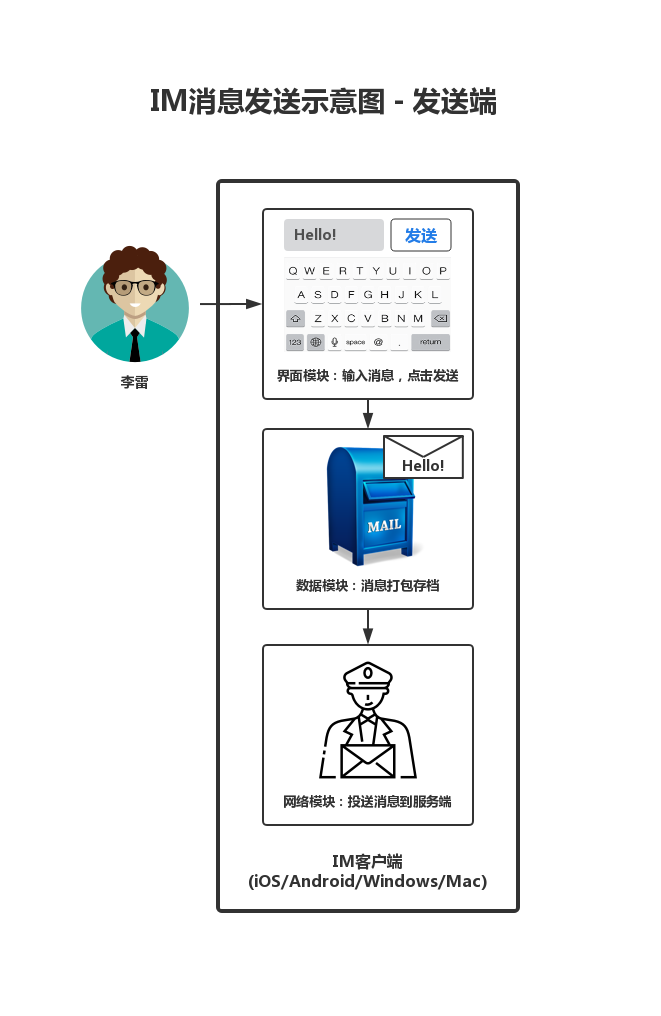 IM消息发送示意图 - 发送端
Hello!
发送
Q W E R T Y U I O P
A S D F G H J K L
Z X C V B N M
123 space @ . return
界面模块：输入消息，点击发送
李雷
Hello!
MAIL
数据模块：消息打包存档
网络模块：投送消息到服务端
IM客户端
(iOS/Android/Windows/Mac)